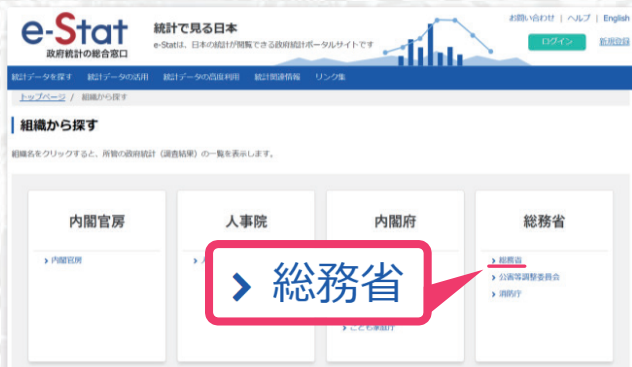 e-Stat
政府統計の総合窓口
統計で見る日本
e-Statは、日本の統計が閲覧できる政府統計ポータルサイトです
お問い合わせ | ヘルプ | English
ログイン
新規登録
統計データを探す 統計データの活用 統計データの高度利用 統計関連情報 リンク集
トップページ / 組織から探す
組織から探す
組織名をクリックすると、所管の政府統計（調査結果）の一覧を表示します。
内閣官房
› 内閣官房
人事院
内閣府
› こども家庭庁
総務省
› 総務省
› 公害等調整委員会
› 消防庁
› 総務省